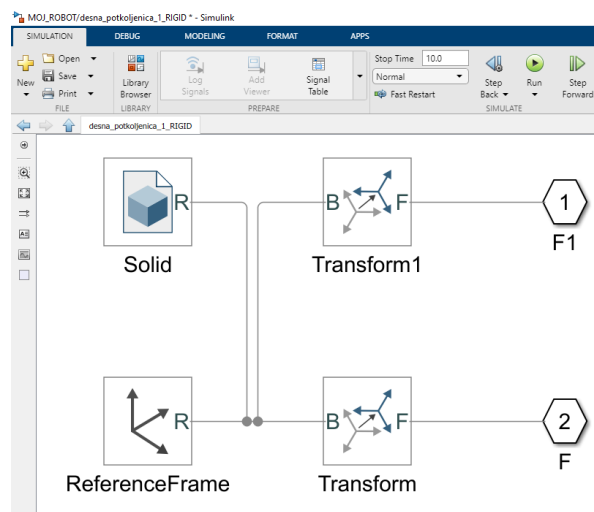 MOJ_ROBOT/desna_potkoljenica_1_RIGID * - Simulink
SIMULATION DEBUG MODELING FORMAT APPS
New
Open
Save
Print
FILE
Library
Browser
LIBRARY
Log
Signals
Add
Viewer
Signal
Table
PREPARE
Stop Time 10.0
Normal
Fast Restart
Step
Back
Run
Step
Forward
SIMULATE
desna_potkoljenica_1_RIGID
R
Solid
B F
Transform1
1
F1
R
ReferenceFrame
B F
Transform
2
F